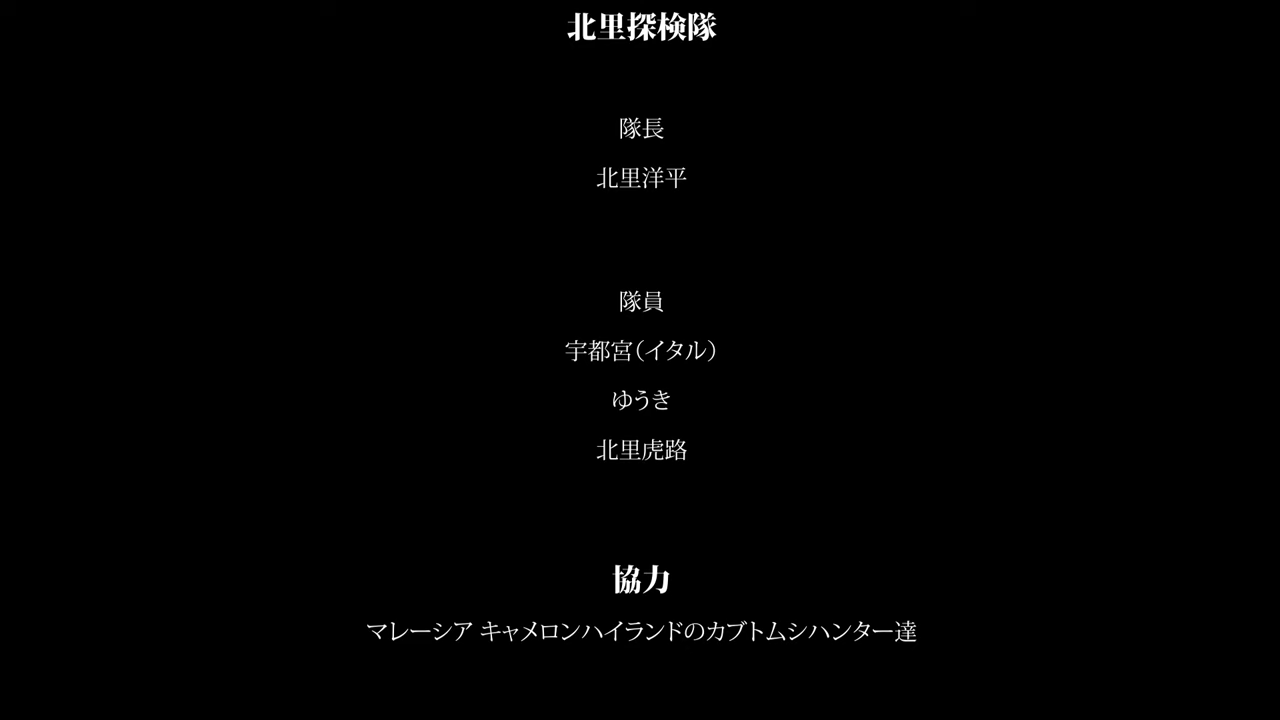 北里探検隊
隊長
北里洋平
隊員
宇都宮（イタル）
ゆうき
北里虎路
協力
マレーシア キャメロンハイランドのカブトムシハンター達